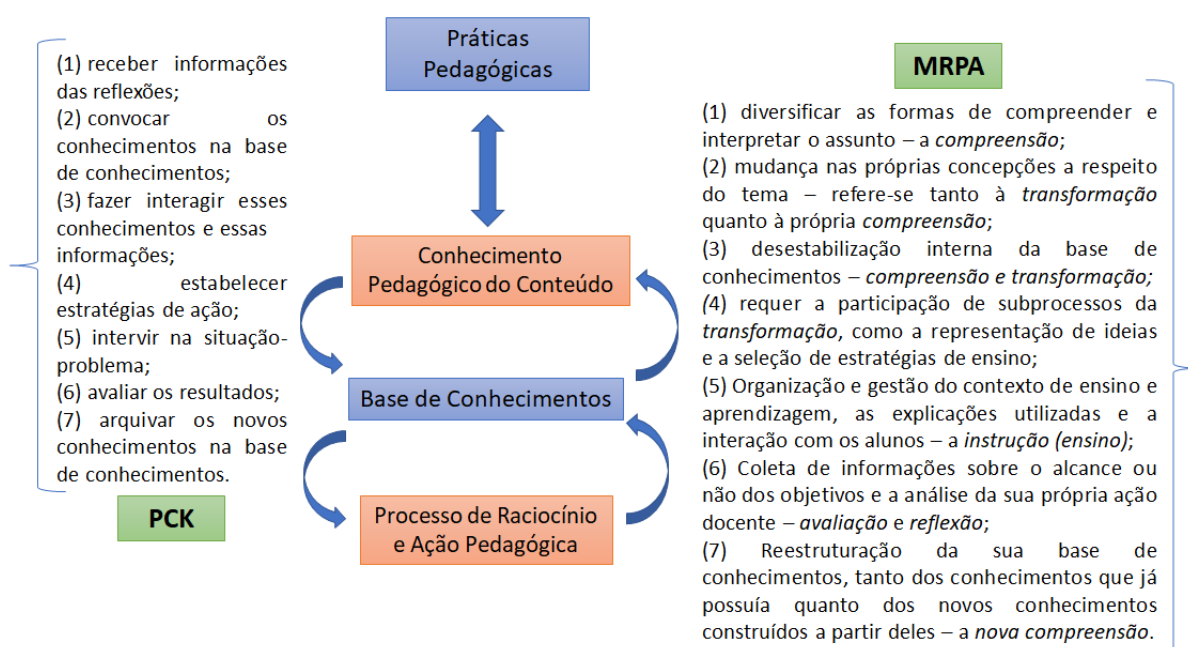 (1) receber informações
das reflexões;
(2) convocar os
conhecimentos na base
de conhecimentos;
(3) fazer interagir esses
conhecimentos e essas
informações;
(4) estabelecer
estratégias de ação;
(5) intervir na situação-
problema;
(6) avaliar os resultados;
(7) arquivar os novos
conhecimentos na base
de conhecimentos.
PCK
Práticas
Pedagógicas
Conhecimento
Pedagógico do Conteúdo
Base de Conhecimentos
Processo de Raciocínio
e Ação Pedagógica
MRPA
(1) diversificar as formas de compreender e
interpretar o assunto – a compreensão;
(2) mudança nas próprias concepções a respeito
do tema – refere-se tanto à transformação
quanto à própria compreensão;
(3) desestabilização interna da base de
conhecimentos – compreensão e transformação;
(4) requer a participação de subprocessos da
transformação, como a representação de ideias
e a seleção de estratégias de ensino;
(5) Organização e gestão do contexto de ensino e
aprendizagem, as explicações utilizadas e a
interação com os alunos – a instrução (ensino);
(6) Coleta de informações sobre o alcance ou
não dos objetivos e a análise da sua própria ação
docente – avaliação e reflexão;
(7) Reestruturação da sua base de
conhecimentos, tanto dos conhecimentos que já
possuía quanto dos novos conhecimentos
construídos a partir deles – a nova compreensão.